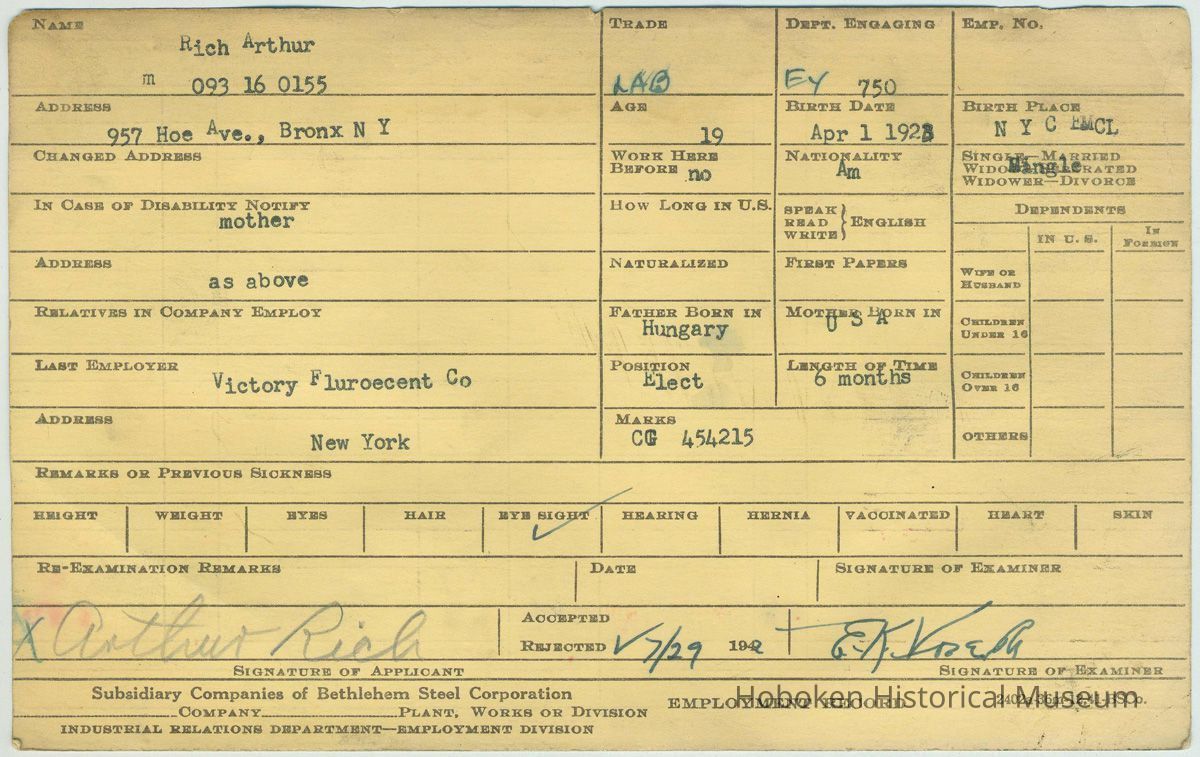 NAME TRADE DEPT. ENGAGING EMP. NO.
Rich Arthur
m 093 16 0155 LAB EY 750
ADDRESS AGE BIRTH DATE BIRTH PLACE
957 Hoe Ave., Bronx N Y 19 Apr 1 1923 N Y C
CHANGED ADDRESS WORK HERE BEFORE no NATIONALITY Am SINGLE—MARRIED
WIDOWER—DIVORCE
IN CASE OF DISABILITY NOTIFY HOW LONG IN U.S. SPEAK READ WRITE } ENGLISH DEPENDENTS
mother
IN U. S. IN FOREIGN
ADDRESS NATURALIZED FIRST PAPERS WIFE OR HUSBAND
as above
RELATIVES IN COMPANY EMPLOY FATHER BORN IN MOTHER BORN IN CHILDREN UNDER 16
Hungary U S A
LAST EMPLOYER POSITION LENGTH OF TIME CHILDREN OVER 16
Victory Fluroecent Co Elect 6 months
ADDRESS MARKS OTHERS
New York CG 454215
REMARKS OR PREVIOUS SICKNESS
HEIGHT WEIGHT EYES HAIR EYE SIGHT HEARING HERNIA VACCINATED HEART SKIN
✓
RE-EXAMINATION REMARKS DATE SIGNATURE OF EXAMINER
X Arthur Rich ACCEPTED
REJECTED ✓ 7/29 1942
SIGNATURE OF APPLICANT SIGNATURE OF EXAMINER
Subsidiary Companies of Bethlehem Steel Corporation
COMPANY PLANT, WORKS OR DIVISION EMPLOYMENT RECORD
INDUSTRIAL RELATIONS DEPARTMENT—EMPLOYMENT DIVISION
Hoboken Historical Museum